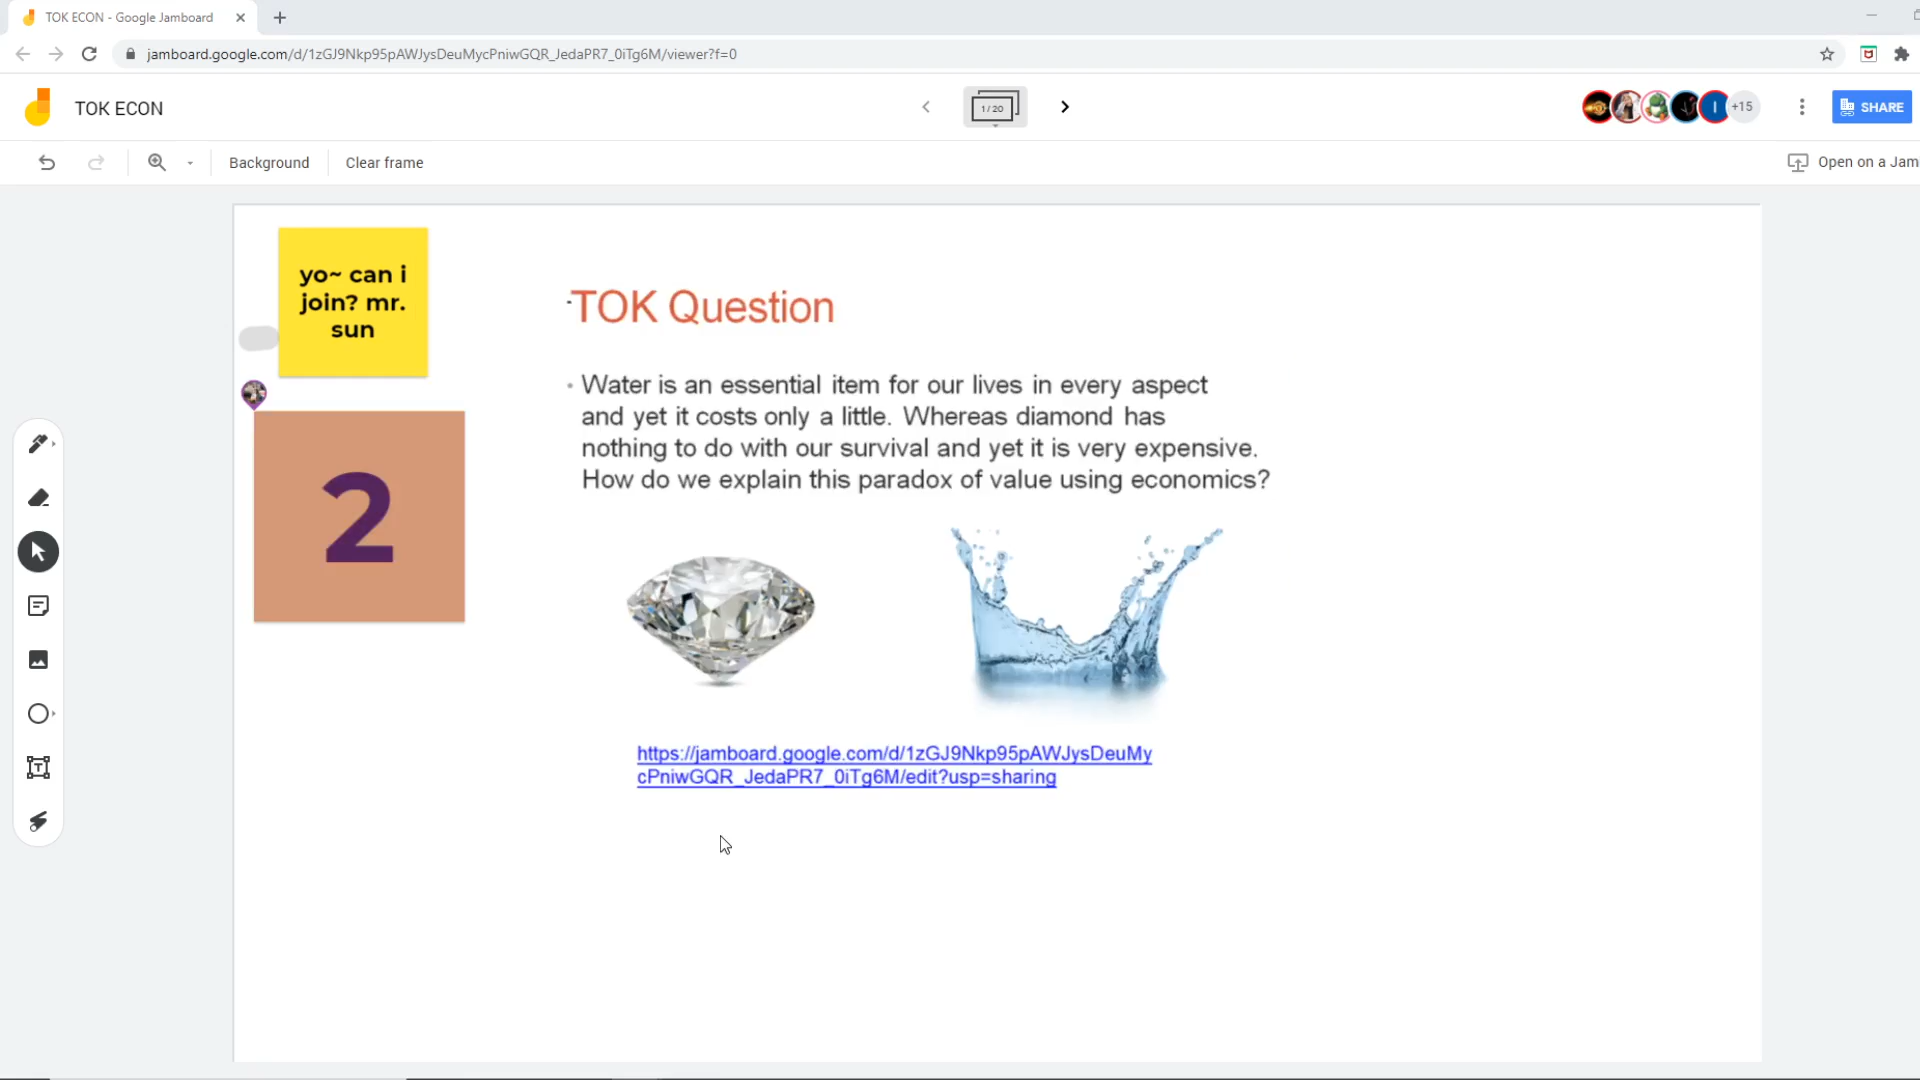 TOK ECON - Google Jamboard
jamboard.google.com/d/1zGJ9Nkp95pAWJysDeuMycPniwGQR_JedaPR7_0iTg6M/viewer?f=0
TOK ECON
1 / 20
+15
SHARE
Background
Clear frame
Open on a Jam
yo~ can i
join? mr.
sun
2
TOK Question
Water is an essential item for our lives in every aspect
and yet it costs only a little. Whereas diamond has
nothing to do with our survival and yet it is very expensive.
How do we explain this paradox of value using economics?
https://jamboard.google.com/d/1zGJ9Nkp95pAWJysDeuMy
cPniwGQR_JedaPR7_0iTg6M/edit?usp=sharing